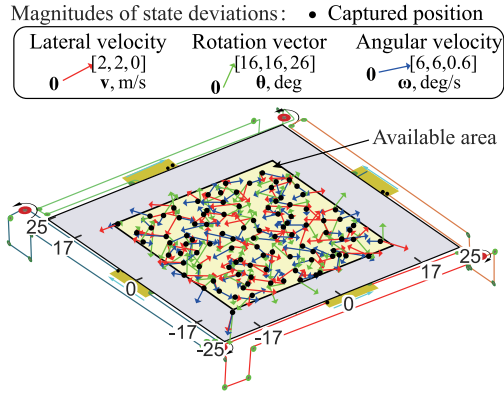 Magnitudes of state deviations: • Captured position
Lateral velocity Rotation vector Angular velocity
0 [2,2,0] 0 [16,16,26] 0 [6,6,0.6]
v, m/s θ, deg ω, deg/s
Available area
25 17 0 -17 -25
-17 0 17 25